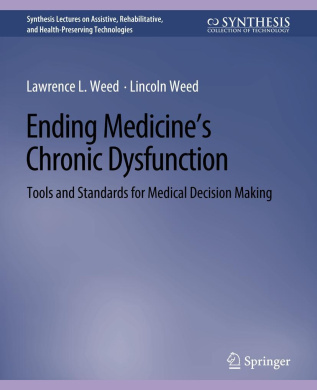 Synthesis Lectures on Assistive, Rehabilitative,
and Health-Preserving Technologies
SYNTHESIS
COLLECTION OF TECHNOLOGY
Lawrence L. Weed · Lincoln Weed
Ending Medicine's
Chronic Dysfunction
Tools and Standards for Medical Decision Making
Springer